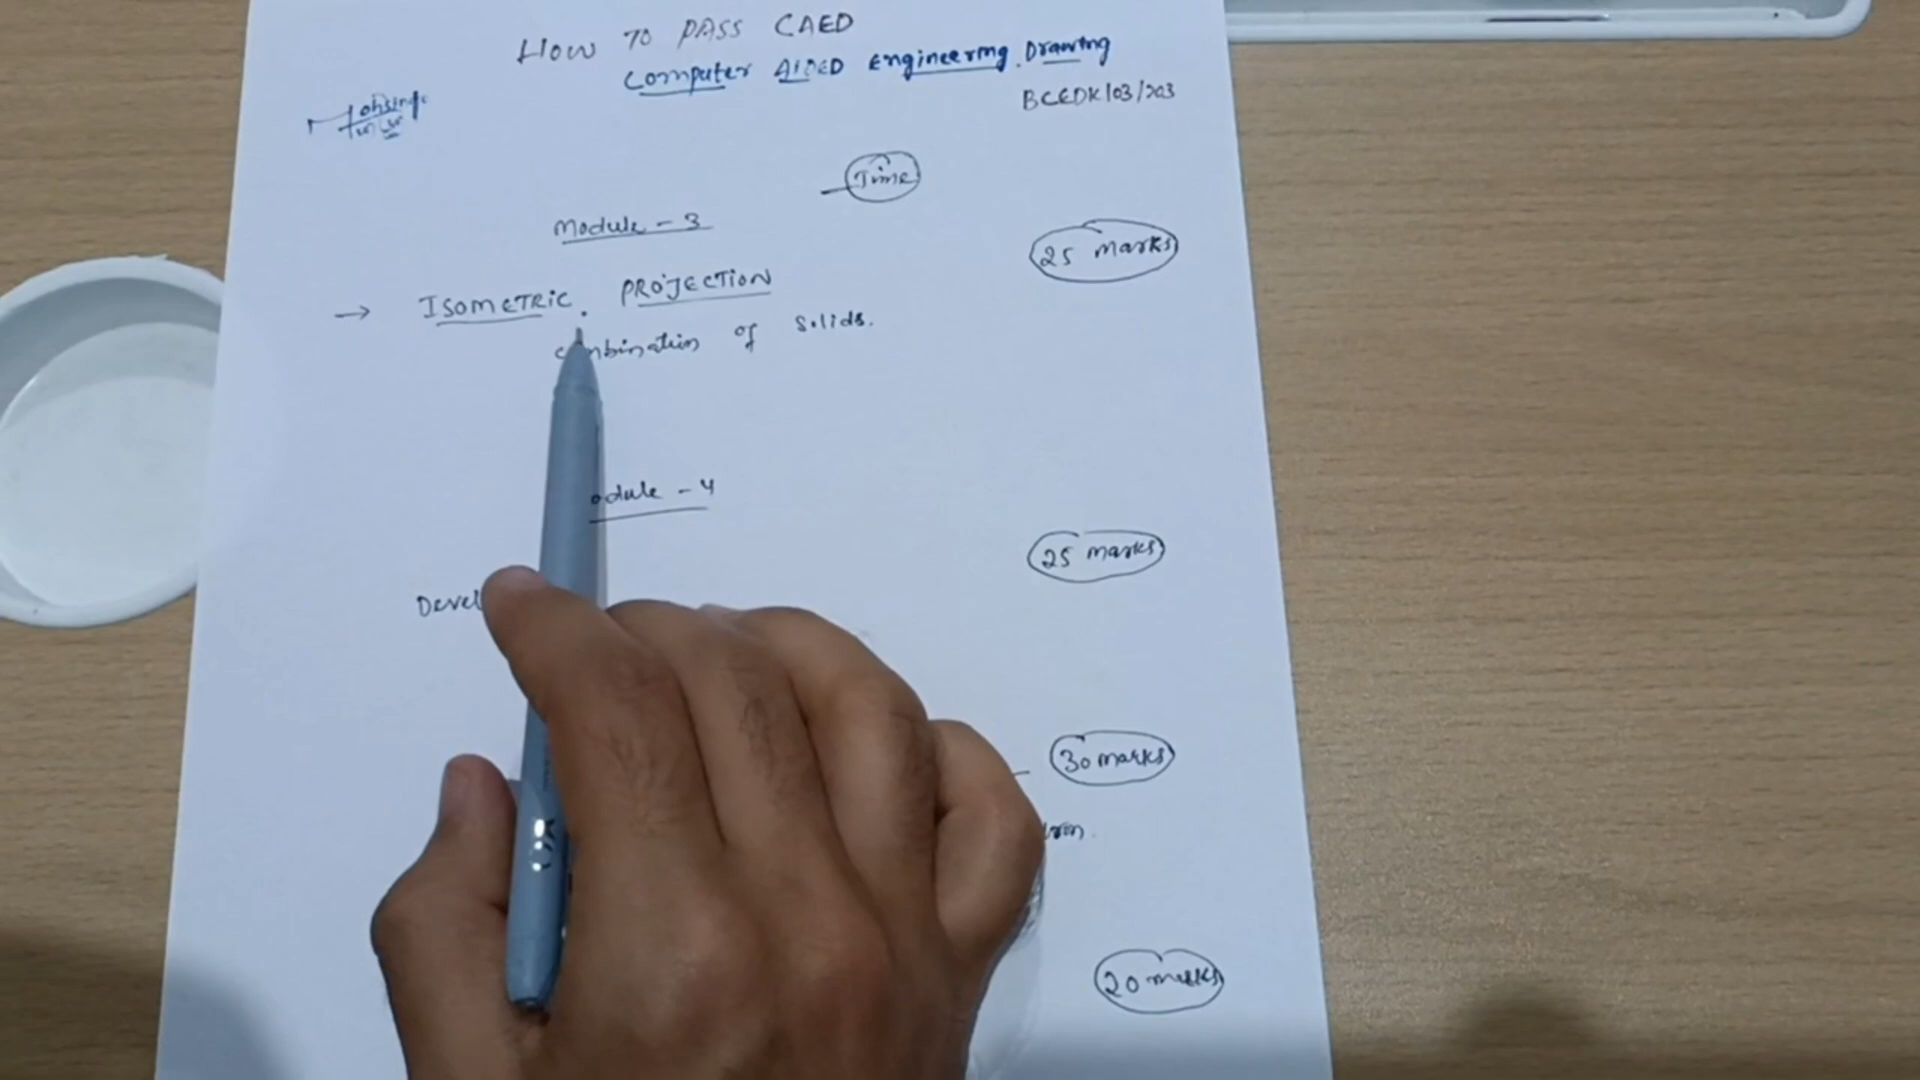 HOW TO PASS CAED
Computer AIDED Engineering Drawing
BCEDK103/203
Time
Module - 3
25 marks
→ ISOMETRIC PROJECTION
combination of solids.
odule - 4
25 marks
Devel
30 marks
20 marks